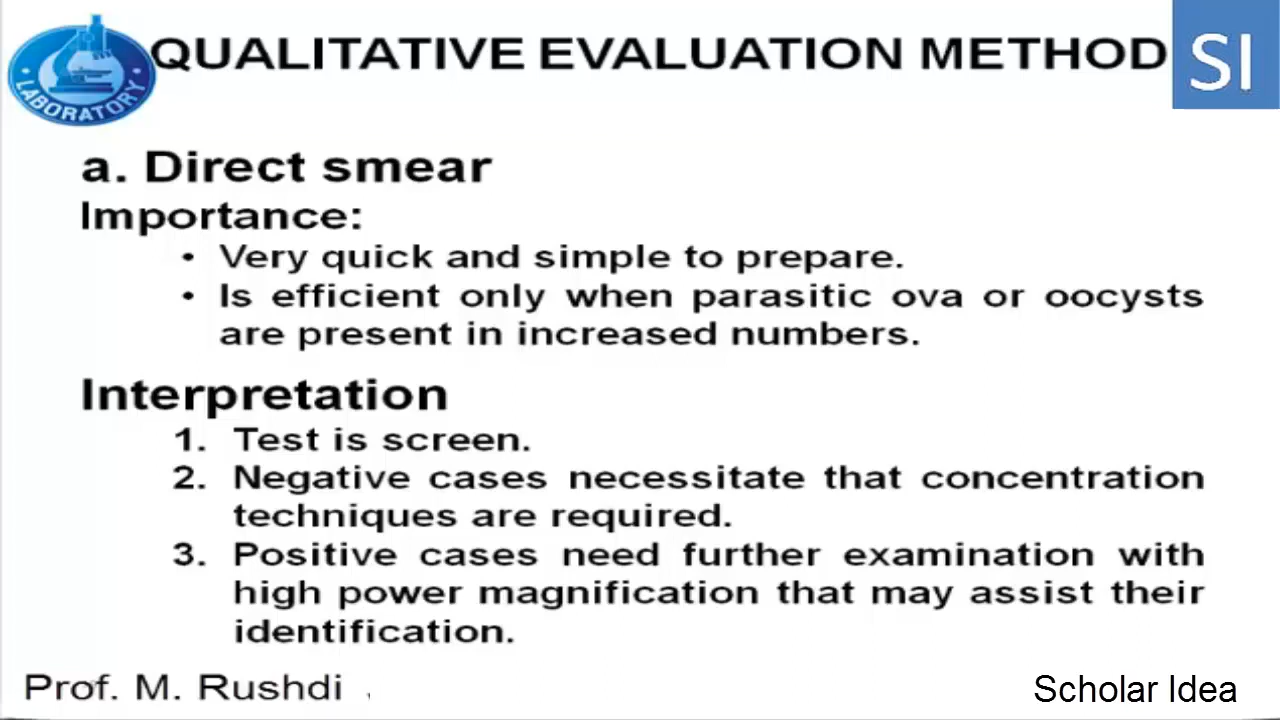 QUALITATIVE EVALUATION METHOD
SI
LABORATORY
a. Direct smear
Importance:
• Very quick and simple to prepare.
• Is efficient only when parasitic ova or oocysts
are present in increased numbers.
Interpretation
1. Test is screen.
2. Negative cases necessitate that concentration
techniques are required.
3. Positive cases need further examination with
high power magnification that may assist their
identification.
Prof. M. Rushdi
Scholar Idea